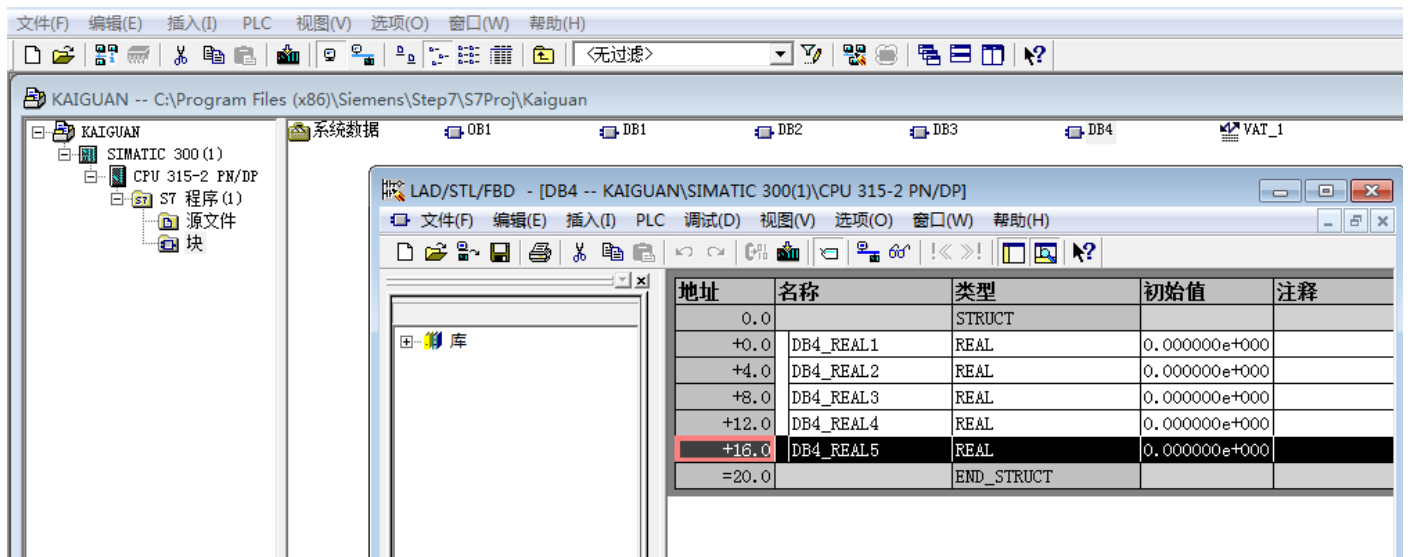 文件(F) 编辑(E) 插入(I) PLC 视图(V) 选项(O) 窗口(W) 帮助(H)
<无过滤>
KAIGUAN -- C:\Program Files (x86)\Siemens\Step7\S7Proj\Kaiguan
KAIGUAN
SIMATIC 300(1)
CPU 315-2 PN/DP
S7 程序(1)
源文件
块
系统数据 OB1 DB1 DB2 DB3 DB4 VAT_1
LAD/STL/FBD - [DB4 -- KAIGUAN\SIMATIC 300(1)\CPU 315-2 PN/DP]
文件(F) 编辑(E) 插入(I) PLC 调试(D) 视图(V) 选项(O) 窗口(W) 帮助(H)
库
地址 名称 类型 初始值 注释
0.0 STRUCT
+0.0 DB4_REAL1 REAL 0.000000e+000
+4.0 DB4_REAL2 REAL 0.000000e+000
+8.0 DB4_REAL3 REAL 0.000000e+000
+12.0 DB4_REAL4 REAL 0.000000e+000
+16.0 DB4_REAL5 REAL 0.000000e+000
=20.0 END_STRUCT